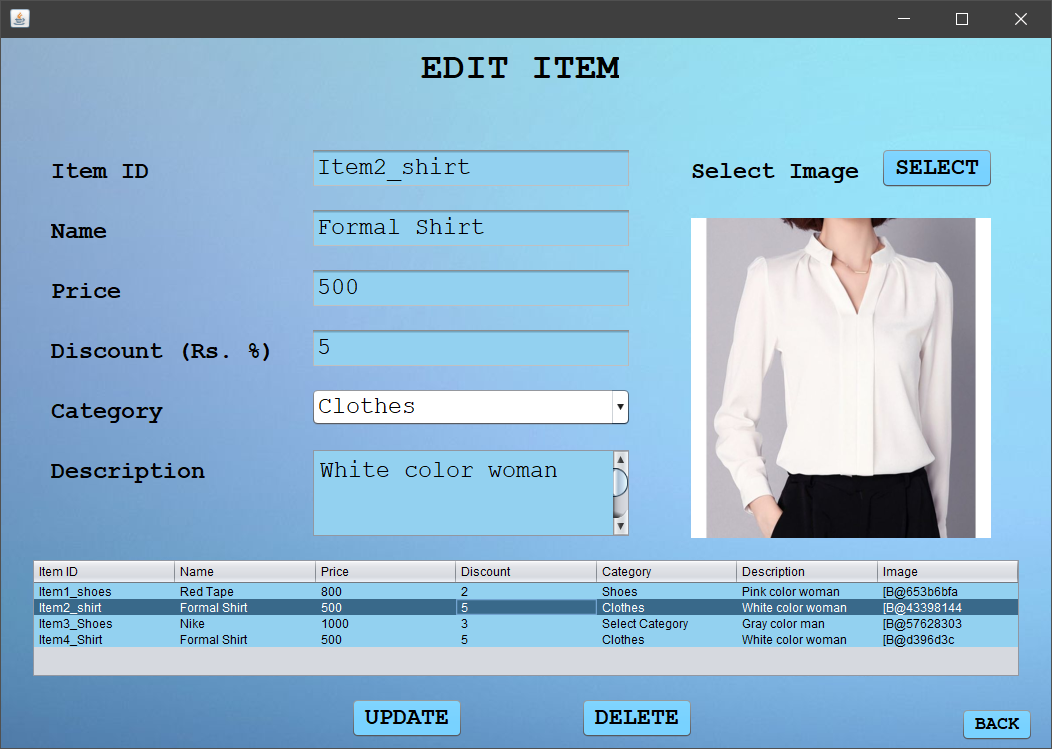 EDIT ITEM
Item ID Item2_shirt Select Image SELECT
Name Formal Shirt
Price 500
Discount (Rs. %) 5
Category Clothes
Description White color woman
Item ID Name Price Discount Category Description Image
Item1_shoes Red Tape 800 2 Shoes Pink color woman [B@653b6bfa
Item2_shirt Formal Shirt 500 5 Clothes White color woman [B@43398144
Item3_Shoes Nike 1000 3 Select Category Gray color man [B@57628303
Item4_Shirt Formal Shirt 500 5 Clothes White color woman [B@d396d3c
UPDATE DELETE BACK